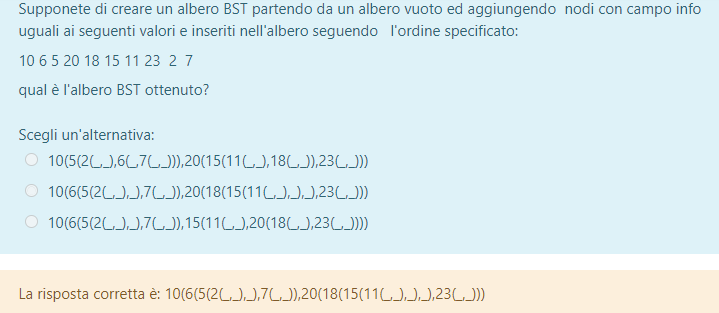 Supponete di creare un albero BST partendo da un albero vuoto ed aggiungendo nodi con campo info
uguali ai seguenti valori e inseriti nell'albero seguendo l'ordine specificato:
10 6 5 20 18 15 11 23 2 7
qual è l'albero BST ottenuto?
Scegli un'alternativa:
10(5(2(_,_),6(_,7(_,_))),20(15(11(_,_),18(_,_)),23(_,_)))
10(6(5(2(_,_),_),7(_,_)),20(18(15(11(_,_),_),_),23(_,_)))
10(6(5(2(_,_),_),7(_,_)),15(11(_,_),20(18(_,_),23(_,_))))
La risposta corretta è: 10(6(5(2(_,_),_),7(_,_)),20(18(15(11(_,_),_),_),23(_,_)))